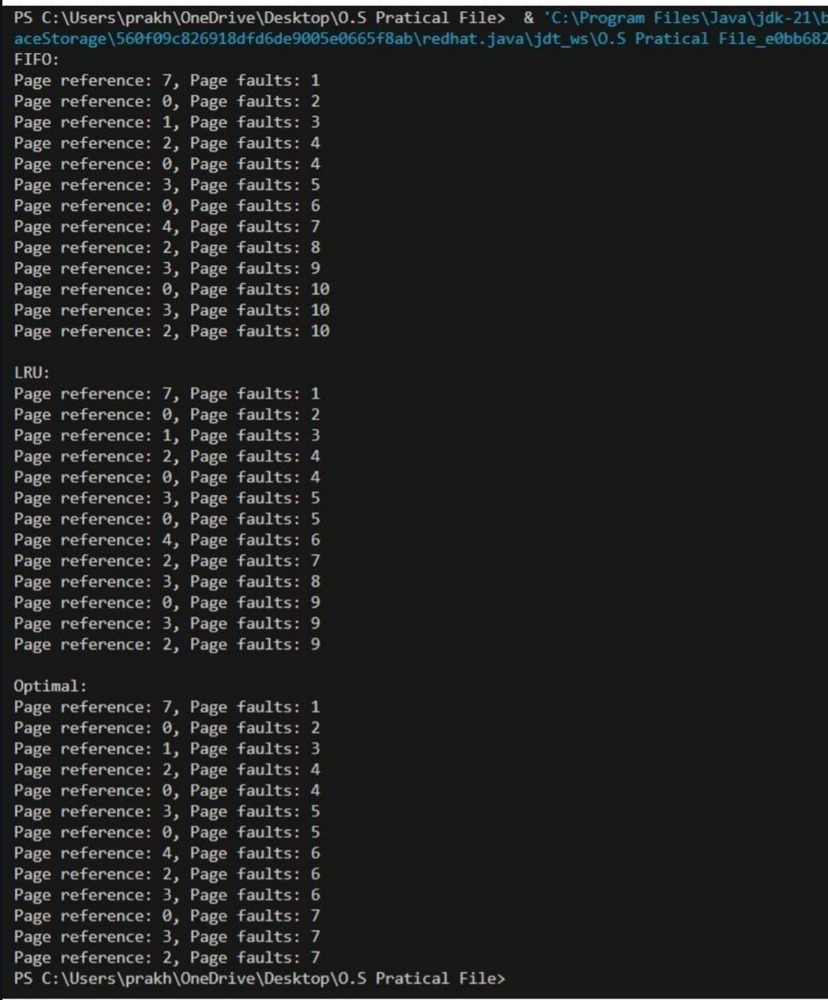 PS C:\Users\prakh\OneDrive\Desktop\O.S Pratical File>  & 'C:\Program Files\Java\jdk-21\b
aceStorage\560f09c826918dfd6de9005e0665f8ab\redhat.java\jdt_ws\O.S Pratical File_e0bb682
FIFO:
Page reference: 7, Page faults: 1
Page reference: 0, Page faults: 2
Page reference: 1, Page faults: 3
Page reference: 2, Page faults: 4
Page reference: 0, Page faults: 4
Page reference: 3, Page faults: 5
Page reference: 0, Page faults: 6
Page reference: 4, Page faults: 7
Page reference: 2, Page faults: 8
Page reference: 3, Page faults: 9
Page reference: 0, Page faults: 10
Page reference: 3, Page faults: 10
Page reference: 2, Page faults: 10

LRU:
Page reference: 7, Page faults: 1
Page reference: 0, Page faults: 2
Page reference: 1, Page faults: 3
Page reference: 2, Page faults: 4
Page reference: 0, Page faults: 4
Page reference: 3, Page faults: 5
Page reference: 0, Page faults: 5
Page reference: 4, Page faults: 6
Page reference: 2, Page faults: 7
Page reference: 3, Page faults: 8
Page reference: 0, Page faults: 9
Page reference: 3, Page faults: 9
Page reference: 2, Page faults: 9

Optimal:
Page reference: 7, Page faults: 1
Page reference: 0, Page faults: 2
Page reference: 1, Page faults: 3
Page reference: 2, Page faults: 4
Page reference: 0, Page faults: 4
Page reference: 3, Page faults: 5
Page reference: 0, Page faults: 5
Page reference: 4, Page faults: 6
Page reference: 2, Page faults: 6
Page reference: 3, Page faults: 6
Page reference: 0, Page faults: 7
Page reference: 3, Page faults: 7
Page reference: 2, Page faults: 7
PS C:\Users\prakh\OneDrive\Desktop\O.S Pratical File>